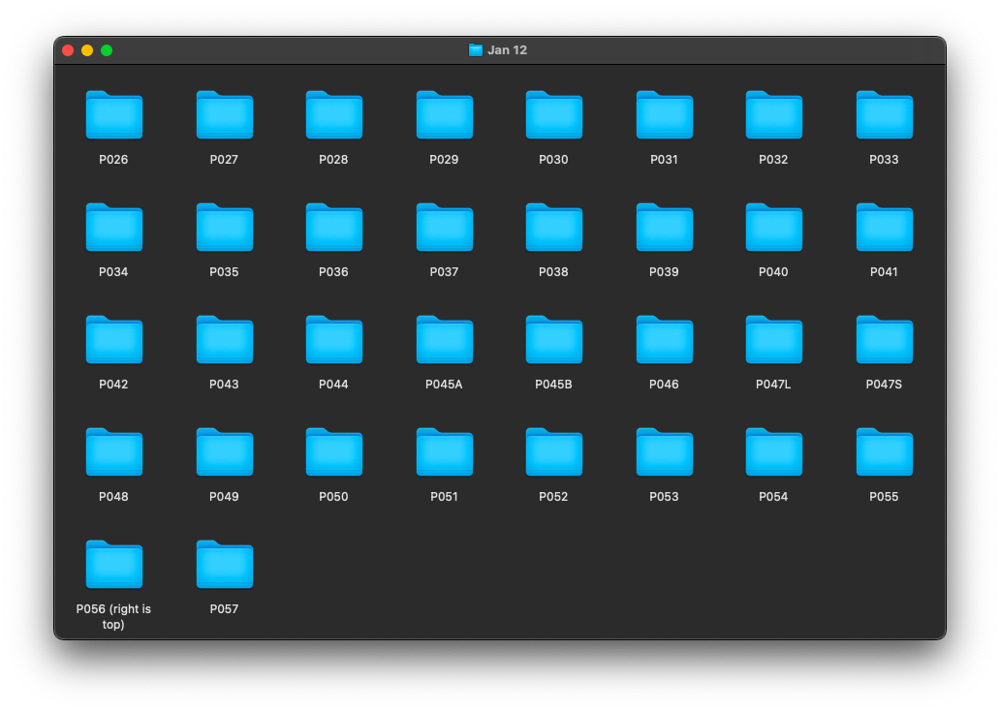 Jan 12
P026 P027 P028 P029 P030 P031 P032 P033
P034 P035 P036 P037 P038 P039 P040 P041
P042 P043 P044 P045A P045B P046 P047L P047S
P048 P049 P050 P051 P052 P053 P054 P055
P056 (right is
top)
P057